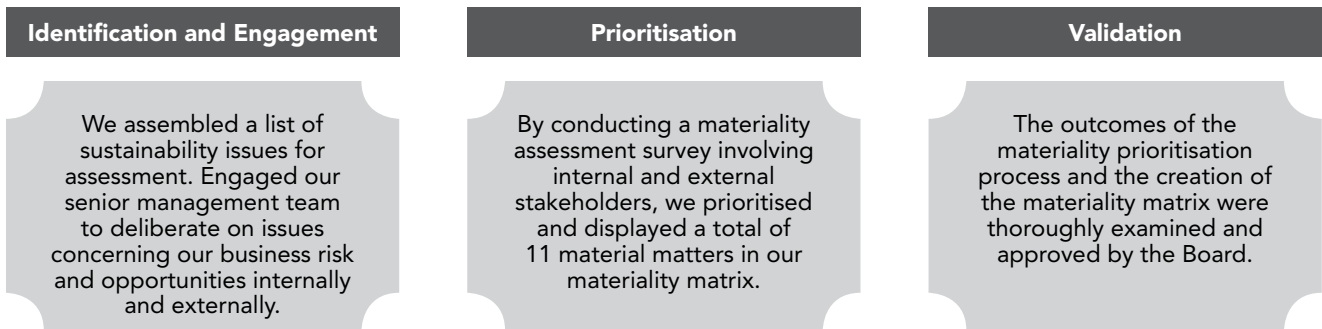 Identification and Engagement
We assembled a list of
sustainability issues for
assessment. Engaged our
senior management team
to deliberate on issues
concerning our business risk
and opportunities internally
and externally.
Prioritisation
By conducting a materiality
assessment survey involving
internal and external
stakeholders, we prioritised
and displayed a total of
11 material matters in our
materiality matrix.
Validation
The outcomes of the
materiality prioritisation
process and the creation of
the materiality matrix were
thoroughly examined and
approved by the Board.